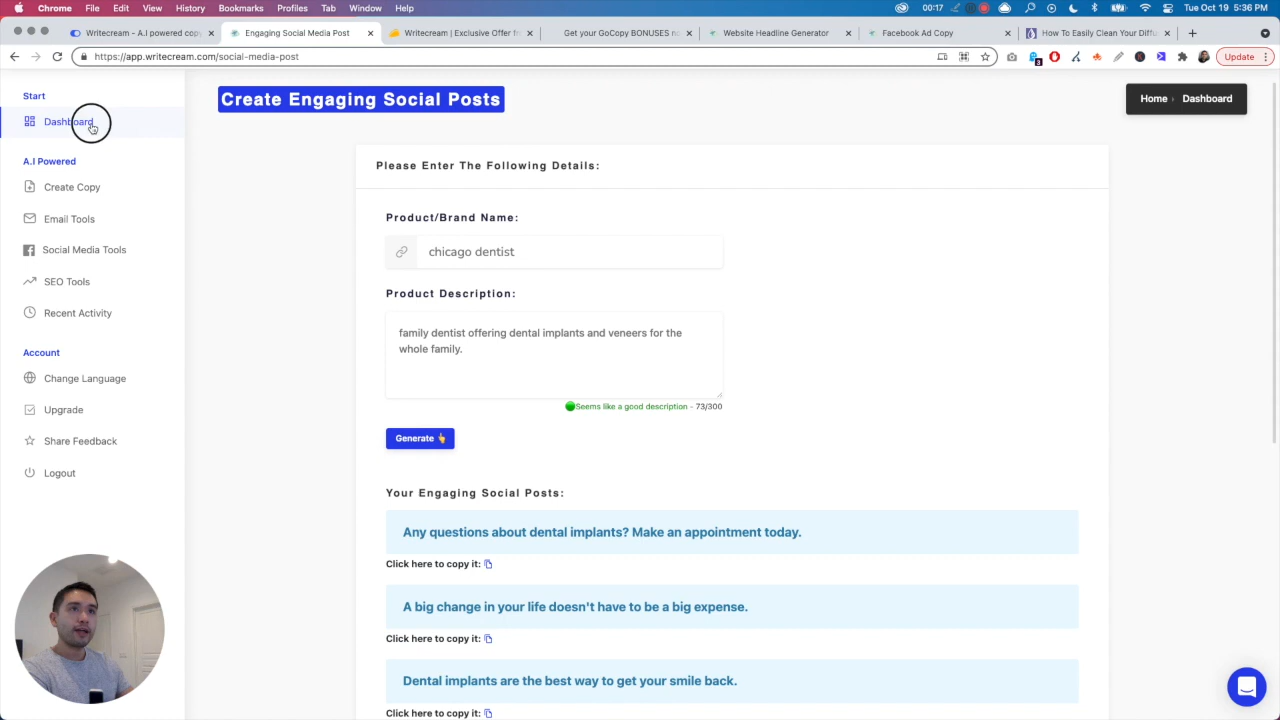 Chrome File Edit View History Bookmarks Profiles Tab Window Help 00:17 Tue Oct 19 5:36 PM
Writecream - A.I powered copy
Engaging Social Media Post
Writecream | Exclusive Offer
Get your GoCopy BONUSES
Website Headline Generator
Facebook Ad Copy
How To Easily Clean Your
https://app.writecream.com/social-media-post
3
Update
Start
Dashboard
A.I Powered
Create Copy
Email Tools
Social Media Tools
SEO Tools
Recent Activity
Account
Change Language
Upgrade
Share Feedback
Logout
Create Engaging Social Posts
Home › Dashboard
Please Enter The Following Details:
Product/Brand Name:
chicago dentist
Product Description:
family dentist offering dental implants and veneers for the
whole family.
Seems like a good description - 73/300
Generate 👆
Your Engaging Social Posts:
Any questions about dental implants? Make an appointment today.
Click here to copy it:
A big change in your life doesn't have to be a big expense.
Click here to copy it:
Dental implants are the best way to get your smile back.
Click here to copy it: